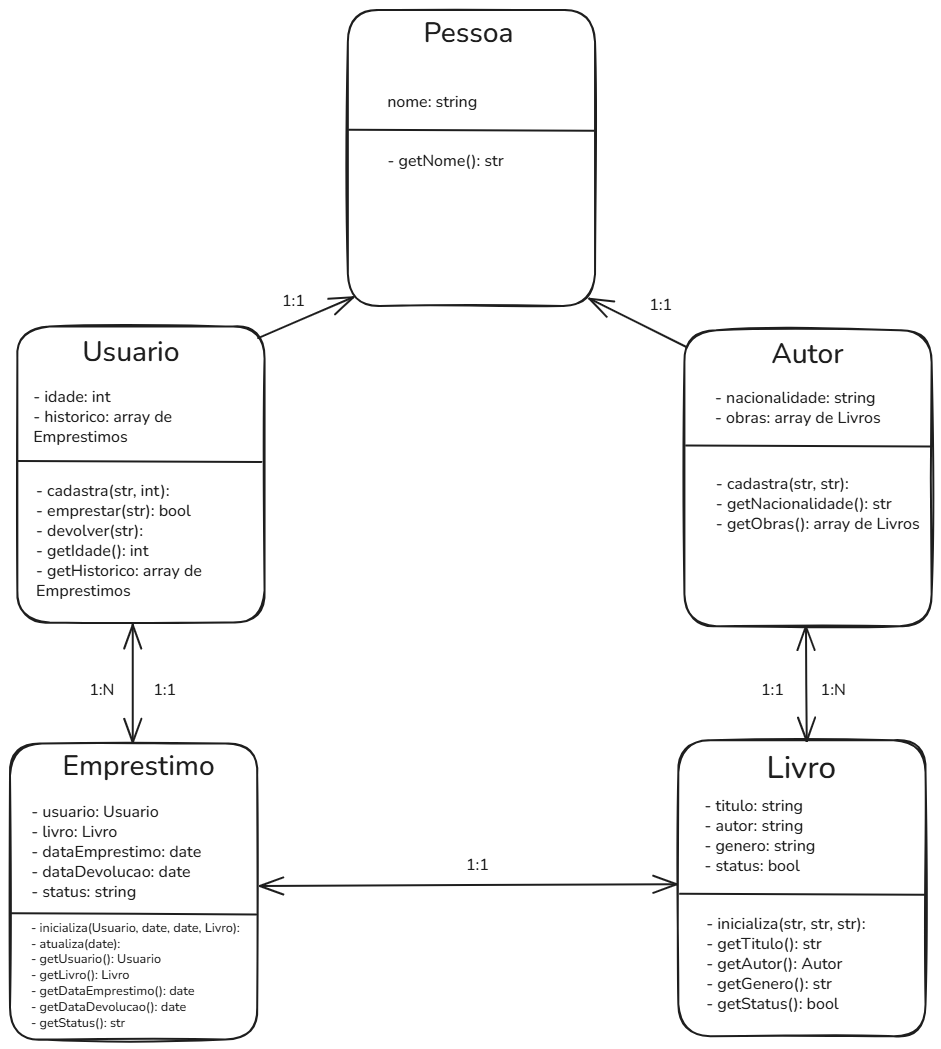 Pessoa
nome: string
- getNome(): str
1:1
1:1
Usuario
- idade: int
- historico: array de
Emprestimos
- cadastra(str, int):
- emprestar(str): bool
- devolver(str):
- getIdade(): int
- getHistorico: array de
Emprestimos
Autor
- nacionalidade: string
- obras: array de Livros
- cadastra(str, str):
- getNacionalidade(): str
- getObras(): array de Livros
1:N
1:1
1:1
1:N
Emprestimo
- usuario: Usuario
- livro: Livro
- dataEmprestimo: date
- dataDevolucao: date
- status: string
- inicializa(Usuario, date, date, Livro):
- atualiza(date):
- getUsuario(): Usuario
- getLivro(): Livro
- getDataEmprestimo(): date
- getDataDevolucao(): date
- getStatus(): str
1:1
Livro
- titulo: string
- autor: string
- genero: string
- status: bool
- inicializa(str, str, str):
- getTitulo(): str
- getAutor(): Autor
- getGenero(): str
- getStatus(): bool